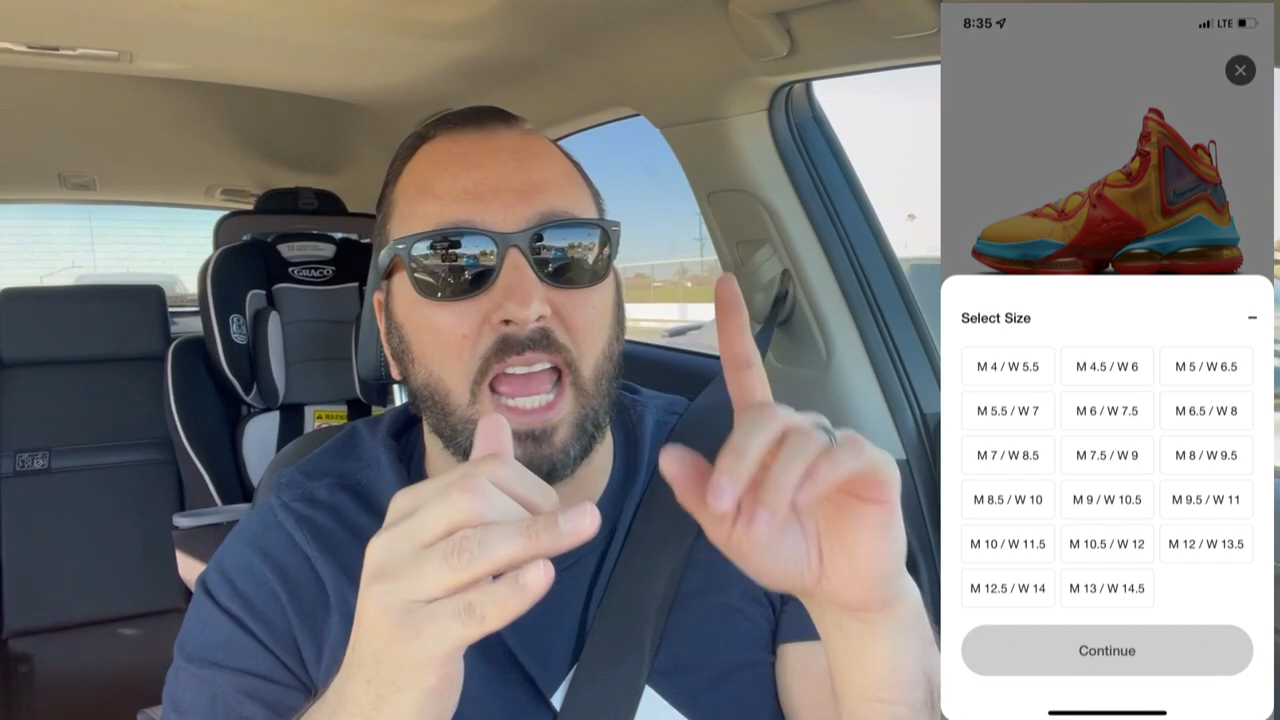 8:35
LTE
GRACO
WARNING
Select Size
M 4 / W 5.5
M 4.5 / W 6
M 5 / W 6.5
M 5.5 / W 7
M 6 / W 7.5
M 6.5 / W 8
M 7 / W 8.5
M 7.5 / W 9
M 8 / W 9.5
M 8.5 / W 10
M 9 / W 10.5
M 9.5 / W 11
M 10 / W 11.5
M 10.5 / W 12
M 12 / W 13.5
M 12.5 / W 14
M 13 / W 14.5
Continue